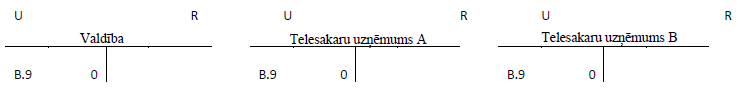 U R U R U R
Valdība Telesakaru uzņēmums A Telesakaru uzņēmums B
B.9 0 B.9 0 B.9 0